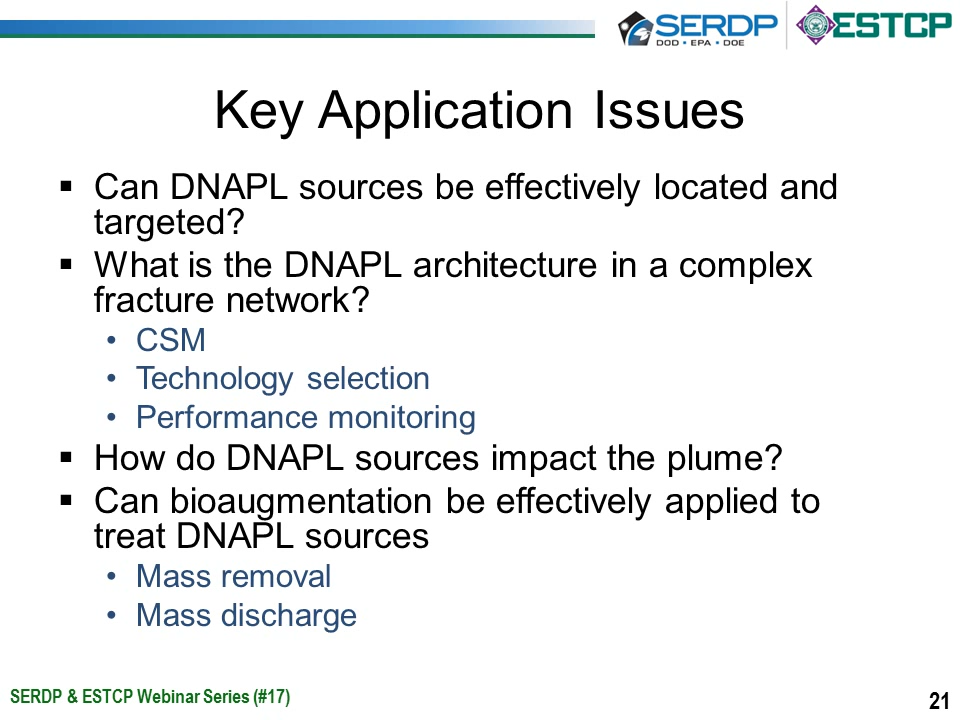 SERDP
DOD • EPA • DOE
ESTCP
Key Application Issues
▪ Can DNAPL sources be effectively located and
targeted?
▪ What is the DNAPL architecture in a complex
fracture network?
• CSM
• Technology selection
• Performance monitoring
▪ How do DNAPL sources impact the plume?
▪ Can bioaugmentation be effectively applied to
treat DNAPL sources
• Mass removal
• Mass discharge
SERDP & ESTCP Webinar Series (#17)
21